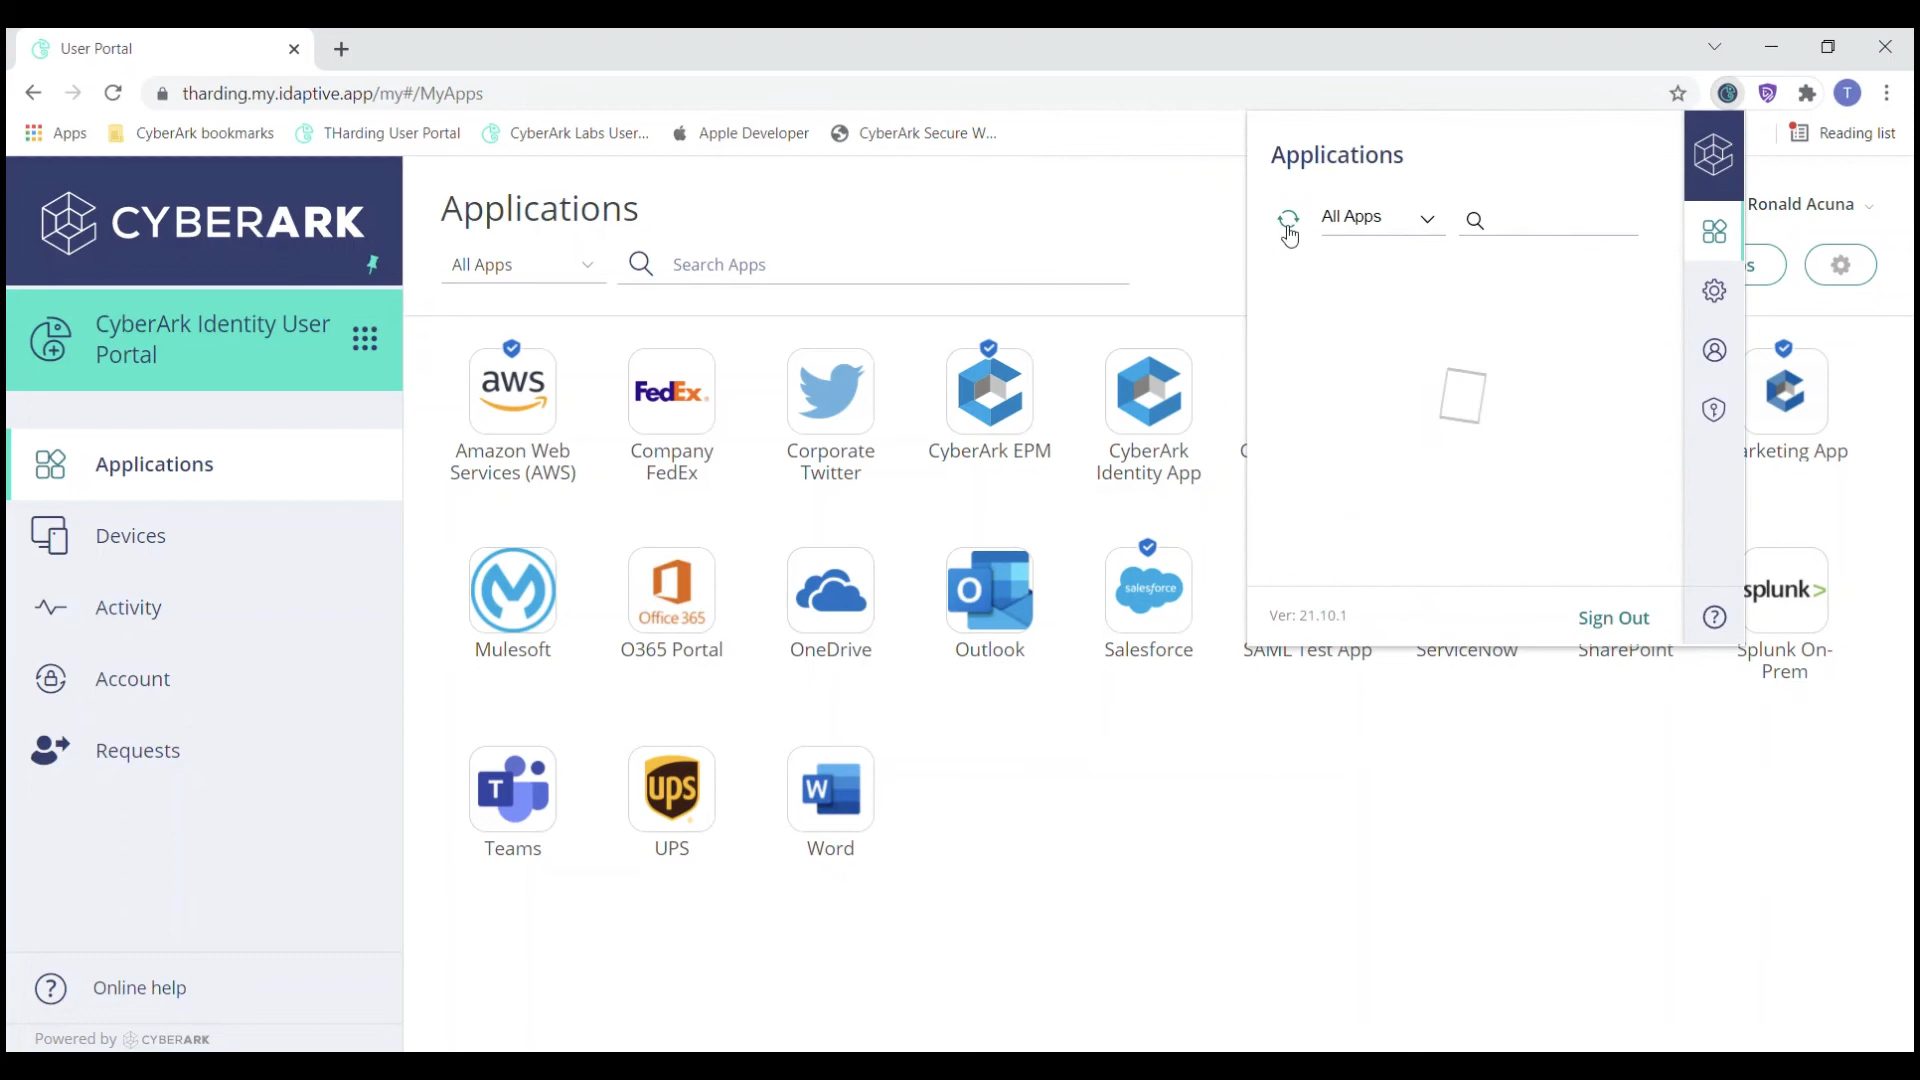 User Portal
tharding.my.idaptive.app/my#/MyApps
Apps
CyberArk bookmarks
THarding User Portal
CyberArk Labs User...
Apple Developer
CyberArk Secure W...
Reading list
T
CYBERARK
CyberArk Identity User
Portal
Applications
Devices
Activity
Account
Requests
Online help
Powered by CYBERARK
Applications
All Apps
Search Apps
Ronald Acuna
aws
Amazon Web
Services (AWS)
FedEx
Company
FedEx
Corporate
Twitter
CyberArk EPM
CyberArk
Identity App
arketing App
Mulesoft
Office 365
O365 Portal
OneDrive
O
Outlook
salesforce
Salesforce
SAML Test App
ServiceNow
SharePoint
splunk>
Splunk On-
Prem
T
Teams
ups
UPS
W
Word
Applications
All Apps
Ver: 21.10.1
Sign Out